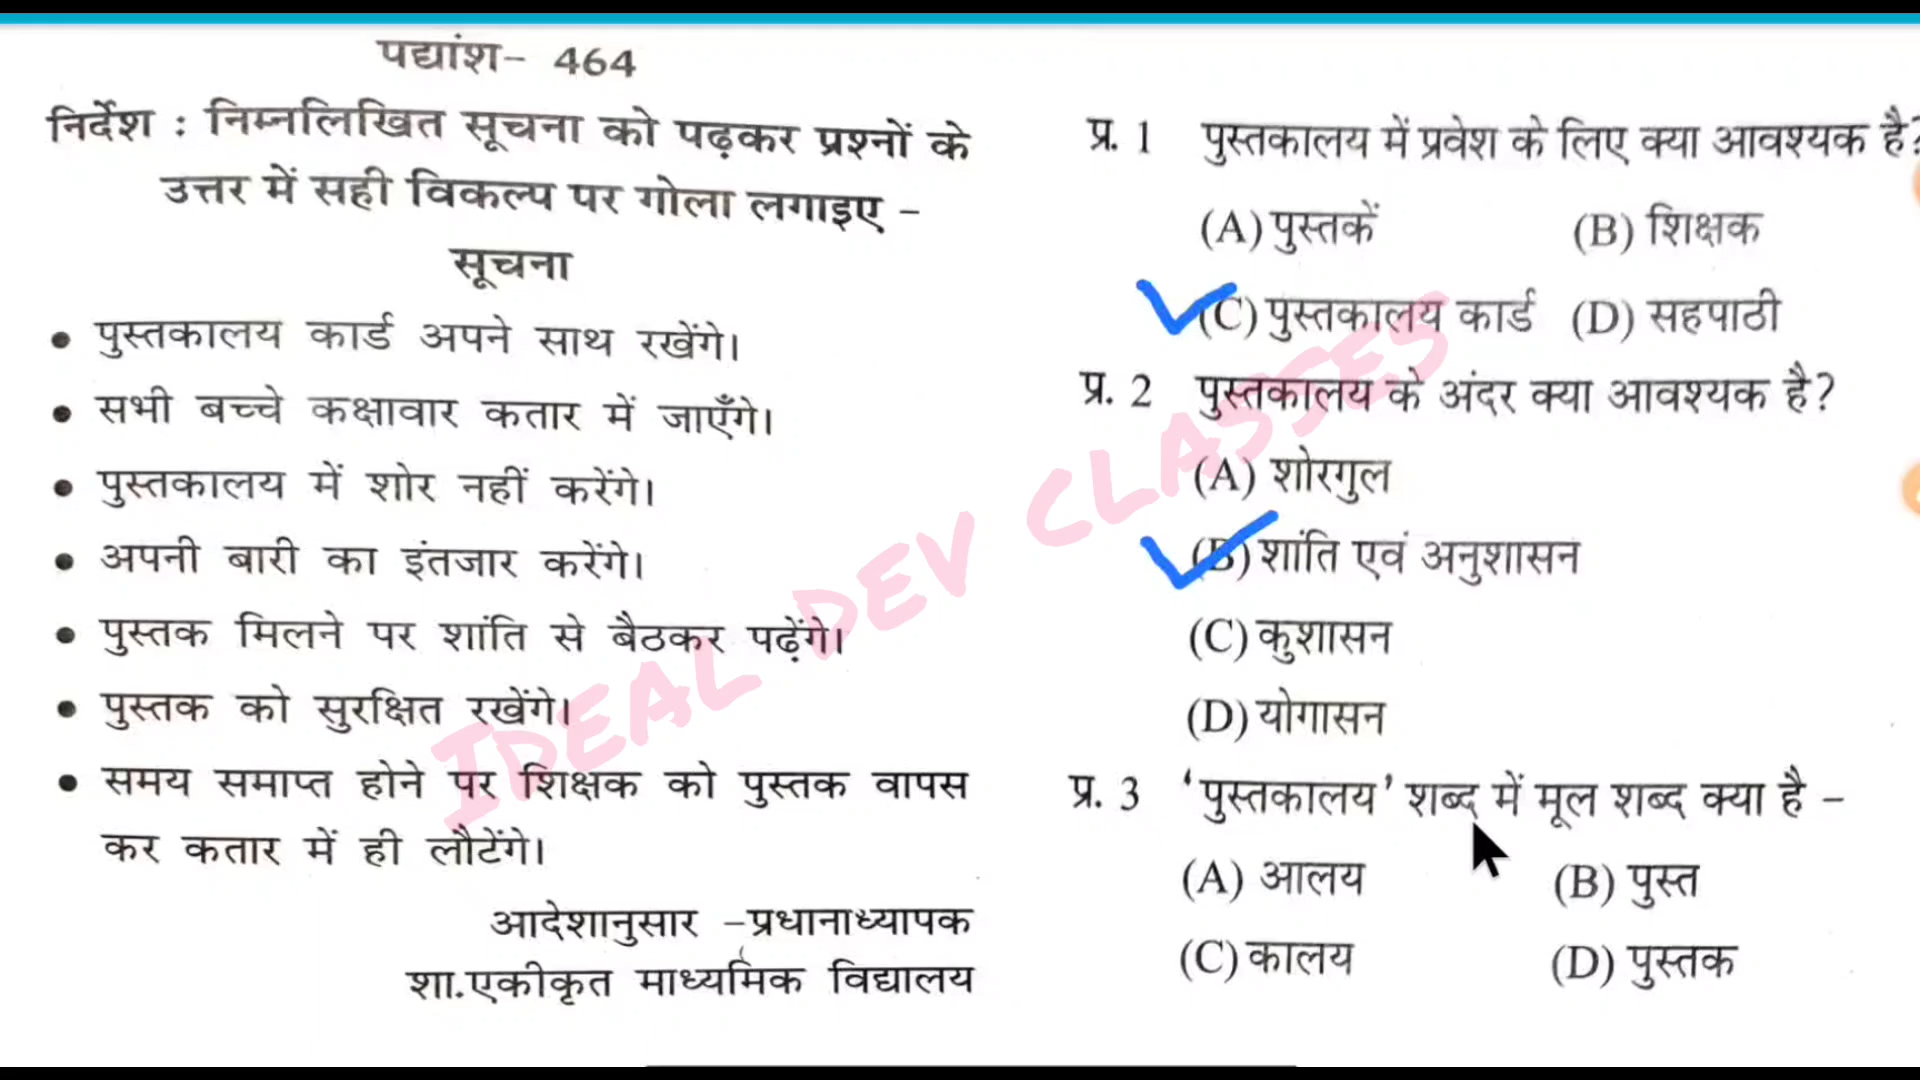 पद्यांश- 464
निर्देश : निम्नलिखित सूचना को पढ़कर प्रश्नों के
उत्तर में सही विकल्प पर गोला लगाइए -
सूचना
• पुस्तकालय कार्ड अपने साथ रखेंगे।
• सभी बच्चे कक्षावार कतार में जाएँगे।
• पुस्तकालय में शोर नहीं करेंगे।
• अपनी बारी का इंतजार करेंगे।
• पुस्तक मिलने पर शांति से बैठकर पढ़ेंगे।
• पुस्तक को सुरक्षित रखेंगे।
• समय समाप्त होने पर शिक्षक को पुस्तक वापस
कर कतार में ही लौटेंगे।
आदेशानुसार -प्रधानाध्यापक
शा.एकीकृत माध्यमिक विद्यालय
प्र. 1 पुस्तकालय में प्रवेश के लिए क्या आवश्यक है?
(A) पुस्तकें (B) शिक्षक
(C) पुस्तकालय कार्ड (D) सहपाठी
प्र. 2 पुस्तकालय के अंदर क्या आवश्यक है?
(A) शोरगुल
(B) शांति एवं अनुशासन
(C) कुशासन
(D) योगासन
प्र. 3 'पुस्तकालय' शब्द में मूल शब्द क्या है -
(A) आलय (B) पुस्त
(C) कालय (D) पुस्तक
IDEAL DEV CLASSES